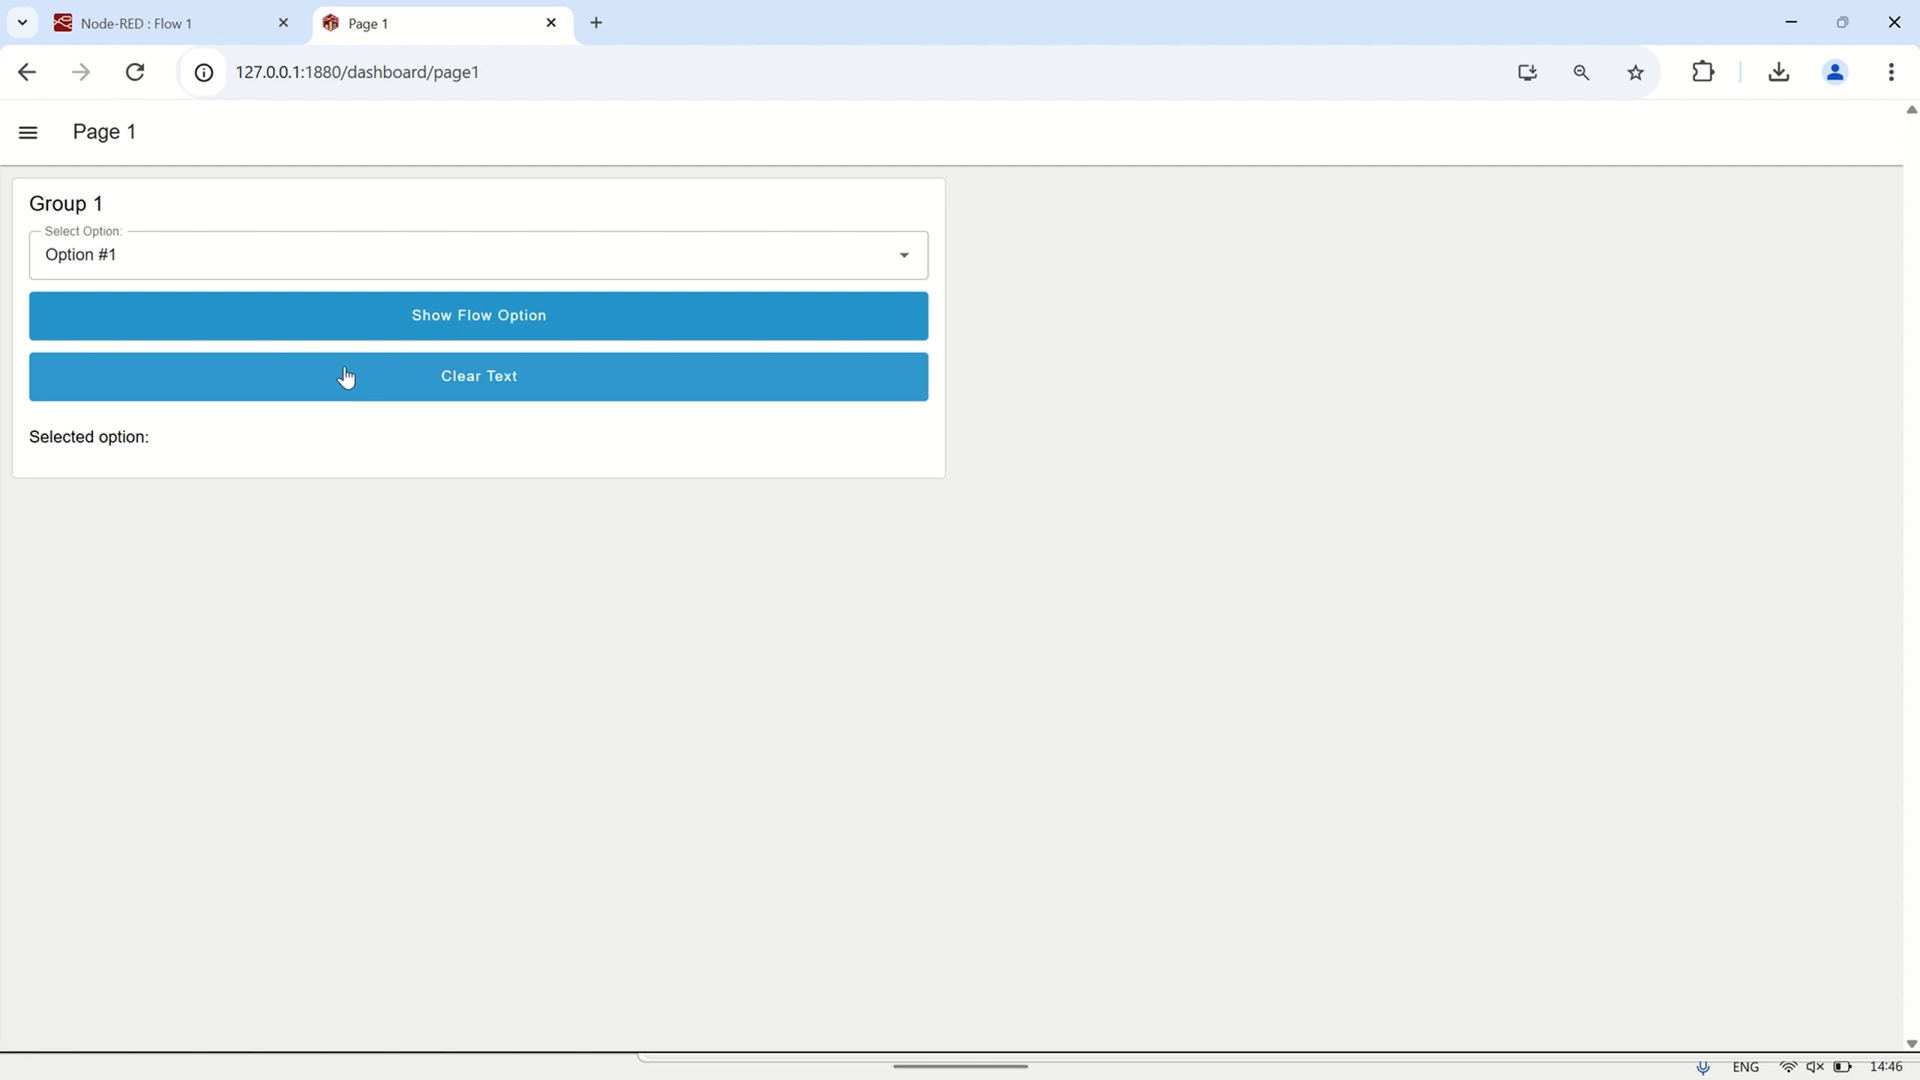 Node-RED : Flow 1
Page 1
127.0.0.1:1880/dashboard/page1
Page 1
Group 1
Select Option:
Option #1
Show Flow Option
Clear Text
Selected option:
ENG
14:46